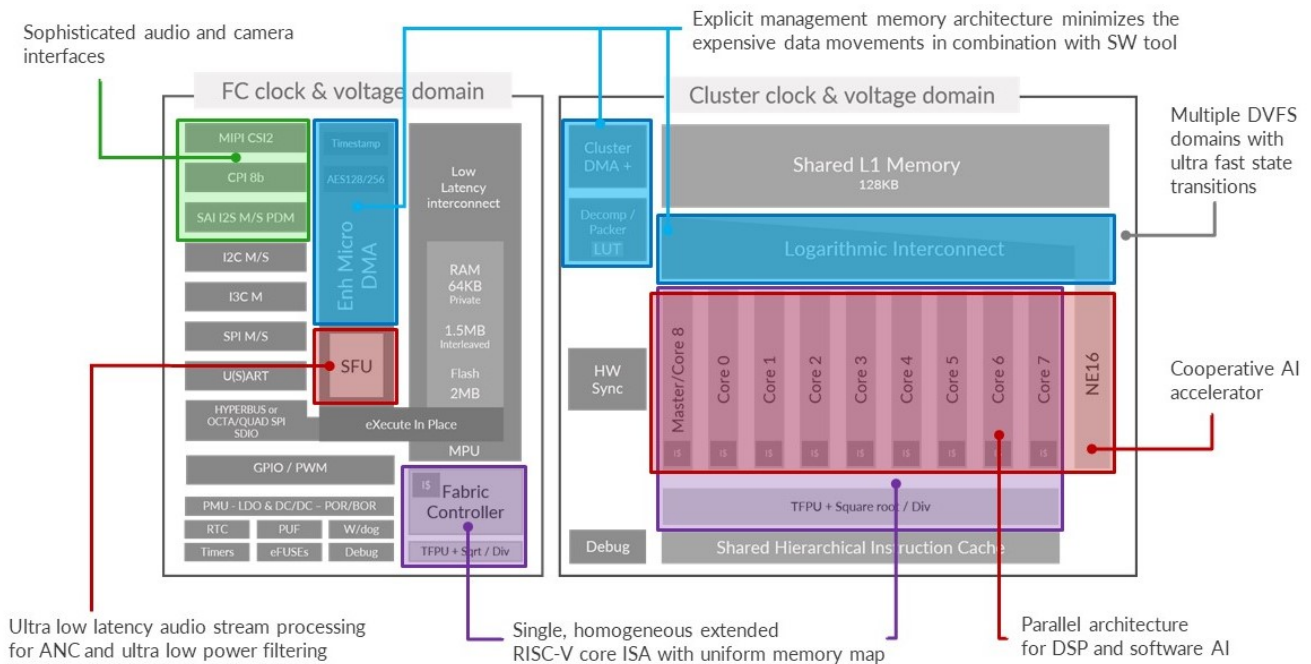 Sophisticated audio and camera
interfaces
Explicit management memory architecture minimizes the
expensive data movements in combination with SW tool
FC clock & voltage domain
Cluster clock & voltage domain
Multiple DVFS
domains with
ultra fast state
transitions
MIPI CSI2
CPI 8b
SAI I2S M/S PDM
I2C M/S
I3C M
SPI M/S
U(S)ART
HYPERBUS or
OCTA/QUAD SPI
SDIO
Timestamp
AES128/256
Enh Micro
DMA
SFU
Low
Latency
interconnect
RAM
64KB
Private
1.5MB
Interleaved
Flash
2MB
eXecute In Place
MPU
GPIO / PWM
PMU - LDO & DC/DC – POR/BOR
RTC
PUF
W/dog
Timers
eFUSEs
Debug
I$
Fabric
Controller
TFPU + Sqrt / Div
Cluster
DMA +
Decomp /
Packer
LUT
Shared L1 Memory
128KB
Logarithmic Interconnect
HW
Sync
Master/Core 8
Core 0
Core 1
Core 2
Core 3
Core 4
Core 5
Core 6
Core 7
NE16
I$
I$
I$
I$
I$
I$
I$
I$
TFPU + Square root / Div
Debug
Shared Hierarchical Instruction Cache
Cooperative AI
accelerator
Ultra low latency audio stream processing
for ANC and ultra low power filtering
Single, homogeneous extended
RISC-V core ISA with uniform memory map
Parallel architecture
for DSP and software AI